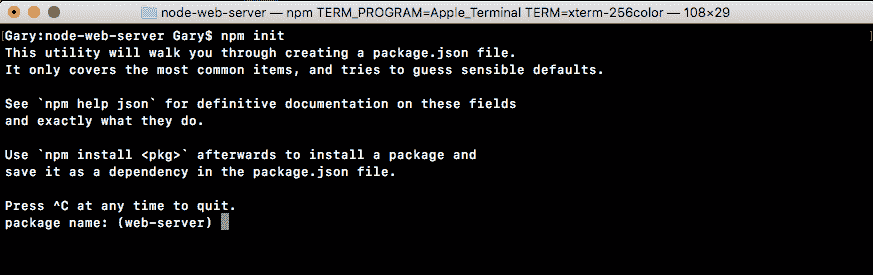 node-web-server — npm TERM_PROGRAM=Apple_Terminal TERM=xterm-256color — 108×29
[Gary:node-web-server Gary$ npm init ]
This utility will walk you through creating a package.json file.
It only covers the most common items, and tries to guess sensible defaults.
See `npm help json` for definitive documentation on these fields
and exactly what they do.
Use `npm install <pkg>` afterwards to install a package and
save it as a dependency in the package.json file.
Press ^C at any time to quit.
package name: (web-server)